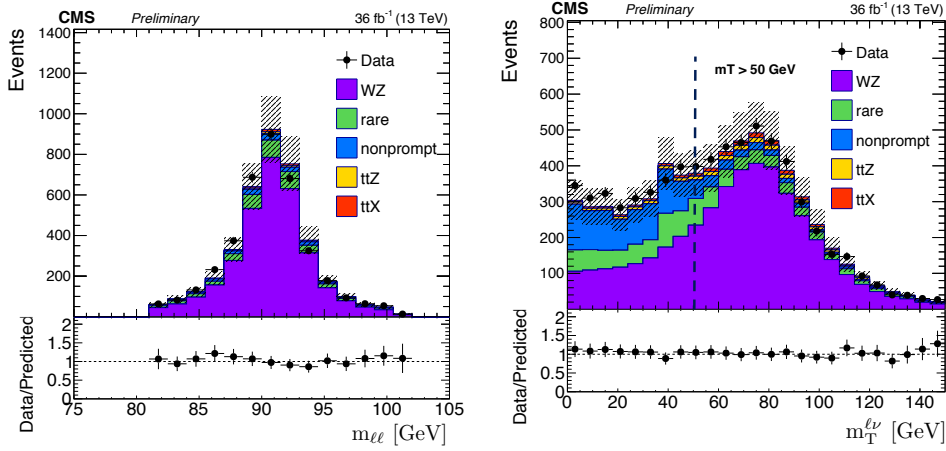 CMS Preliminary 36 fb⁻¹ (13 TeV)
Events
1400
1200
1000
800
600
400
200
Data
WZ
rare
nonprompt
ttZ
ttX
Data/Predicted
2
1.5
1
0.5
0
75 80 85 90 95 100 105
m_ℓℓ [GeV]
CMS Preliminary 36 fb⁻¹ (13 TeV)
Events
800
700
600
500
400
300
200
100
mT > 50 GeV
Data
WZ
rare
nonprompt
ttZ
ttX
Data/Predicted
2
1.5
1
0.5
0
0 20 40 60 80 100 120 140
m_T^ℓν [GeV]